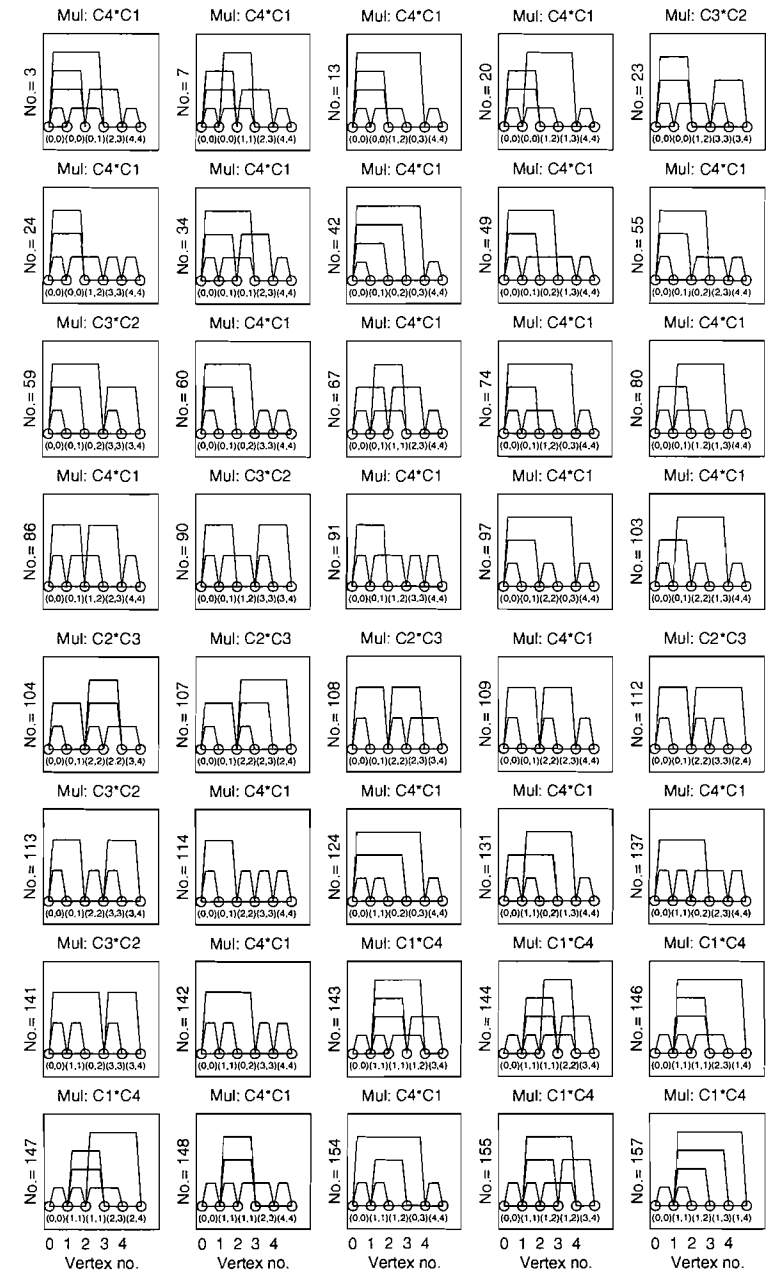 Mul: C4*C1
No.= 3
(0,0)(0,0)(0,1)(2,3)(4,4)
Mul: C4*C1
No.= 7
(0,0)(0,0)(1,1)(2,3)(4,4)
Mul: C4*C1
No.= 13
(0,0)(0,0)(1,2)(0,3)(4,4)
Mul: C4*C1
No.= 20
(0,0)(0,0)(1,2)(1,3)(4,4)
Mul: C3*C2
No.= 23
(0,0)(0,0)(1,2)(3,3)(3,4)
Mul: C4*C1
No.= 24
(0,0)(0,0)(1,2)(3,3)(4,4)
Mul: C4*C1
No.= 34
(0,0)(0,1)(0,1)(2,3)(4,4)
Mul: C4*C1
No.= 42
(0,0)(0,1)(0,2)(0,3)(4,4)
Mul: C4*C1
No.= 49
(0,0)(0,1)(0,2)(1,3)(4,4)
Mul: C4*C1
No.= 55
(0,0)(0,1)(0,2)(2,3)(4,4)
Mul: C3*C2
No.= 59
(0,0)(0,1)(0,2)(3,3)(3,4)
Mul: C4*C1
No.= 60
(0,0)(0,1)(0,2)(3,3)(4,4)
Mul: C4*C1
No.= 67
(0,0)(0,1)(1,1)(2,3)(4,4)
Mul: C4*C1
No.= 74
(0,0)(0,1)(1,2)(0,3)(4,4)
Mul: C4*C1
No.= 80
(0,0)(0,1)(1,2)(1,3)(4,4)
Mul: C4*C1
No.= 86
(0,0)(0,1)(1,2)(2,3)(4,4)
Mul: C3*C2
No.= 90
(0,0)(0,1)(1,2)(3,3)(3,4)
Mul: C4*C1
No.= 91
(0,0)(0,1)(1,2)(3,3)(4,4)
Mul: C4*C1
No.= 97
(0,0)(0,1)(2,2)(0,3)(4,4)
Mul: C4*C1
No.= 103
(0,0)(0,1)(2,2)(1,3)(4,4)
Mul: C2*C3
No.= 104
(0,0)(0,1)(2,2)(2,2)(3,4)
Mul: C2*C3
No.= 107
(0,0)(0,1)(2,2)(2,3)(2,4)
Mul: C2*C3
No.= 108
(0,0)(0,1)(2,2)(2,3)(3,4)
Mul: C4*C1
No.= 109
(0,0)(0,1)(2,2)(2,3)(4,4)
Mul: C2*C3
No.= 112
(0,0)(0,1)(2,2)(3,3)(2,4)
Mul: C3*C2
No.= 113
(0,0)(0,1)(2,2)(3,3)(3,4)
Mul: C4*C1
No.= 114
(0,0)(0,1)(2,2)(3,3)(4,4)
Mul: C4*C1
No.= 124
(0,0)(1,1)(0,2)(0,3)(4,4)
Mul: C4*C1
No.= 131
(0,0)(1,1)(0,2)(1,3)(4,4)
Mul: C4*C1
No.= 137
(0,0)(1,1)(0,2)(2,3)(4,4)
Mul: C3*C2
No.= 141
(0,0)(1,1)(0,2)(3,3)(3,4)
Mul: C4*C1
No.= 142
(0,0)(1,1)(0,2)(3,3)(4,4)
Mul: C1*C4
No.= 143
(0,0)(1,1)(1,1)(1,2)(3,4)
Mul: C1*C4
No.= 144
(0,0)(1,1)(1,1)(2,2)(3,4)
Mul: C1*C4
No.= 146
(0,0)(1,1)(1,1)(2,3)(1,4)
Mul: C1*C4
No.= 147
(0,0)(1,1)(1,1)(2,3)(2,4)
Mul: C4*C1
No.= 148
(0,0)(1,1)(1,1)(2,3)(4,4)
Mul: C4*C1
No.= 154
(0,0)(1,1)(1,2)(0,3)(4,4)
Mul: C1*C4
No.= 155
(0,0)(1,1)(1,2)(1,2)(3,4)
Mul: C1*C4
No.= 157
(0,0)(1,1)(1,2)(1,3)(1,4)
0 1 2 3 4
Vertex no.
0 1 2 3 4
Vertex no.
0 1 2 3 4
Vertex no.
0 1 2 3 4
Vertex no.
0 1 2 3 4
Vertex no.